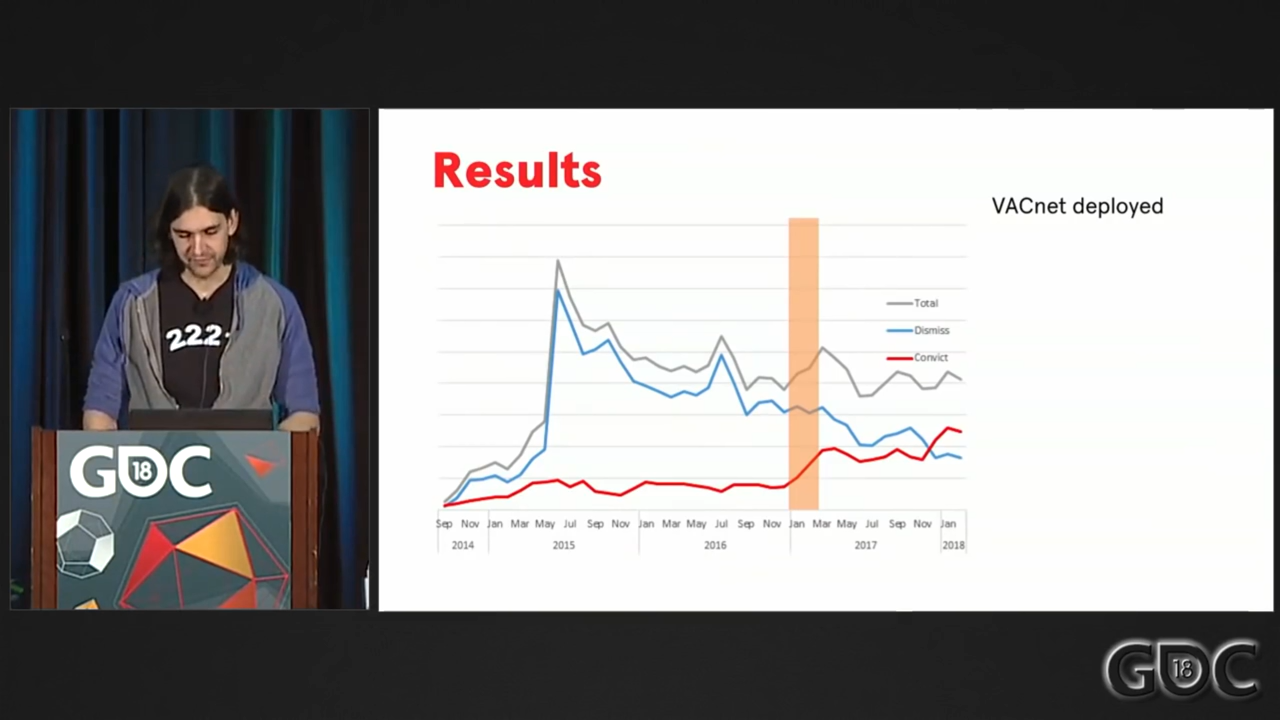 222
GDC
18
Results
VACnet deployed
Total
Dismiss
Convict
Sep Nov Jan Mar May Jul Sep Nov Jan Mar May Jul Sep Nov Jan Mar May Jul Sep Nov Jan
2014 2015 2016 2017 2018
GDC
18